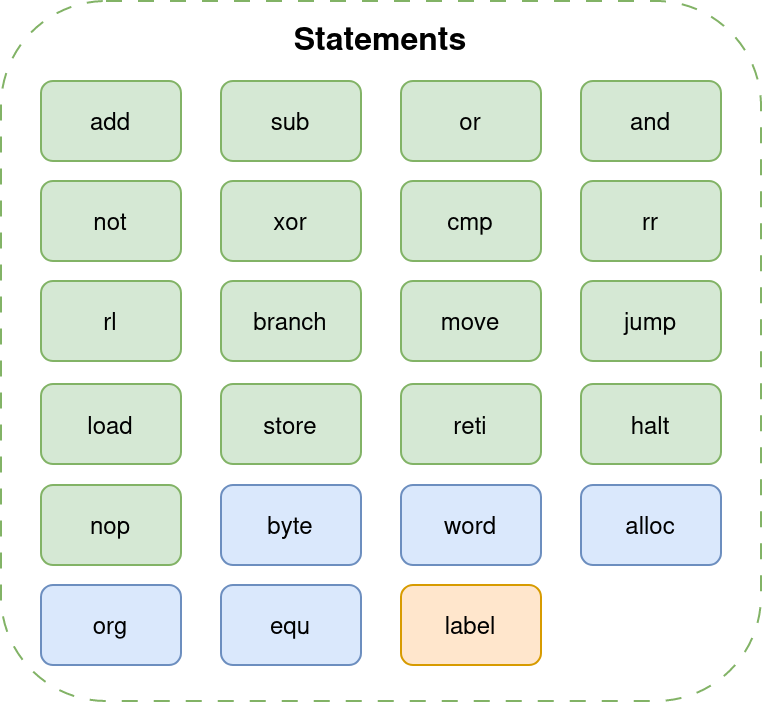 Statements
add sub or and
not xor cmp rr
rl branch move jump
load store reti halt
nop byte word alloc
org equ label